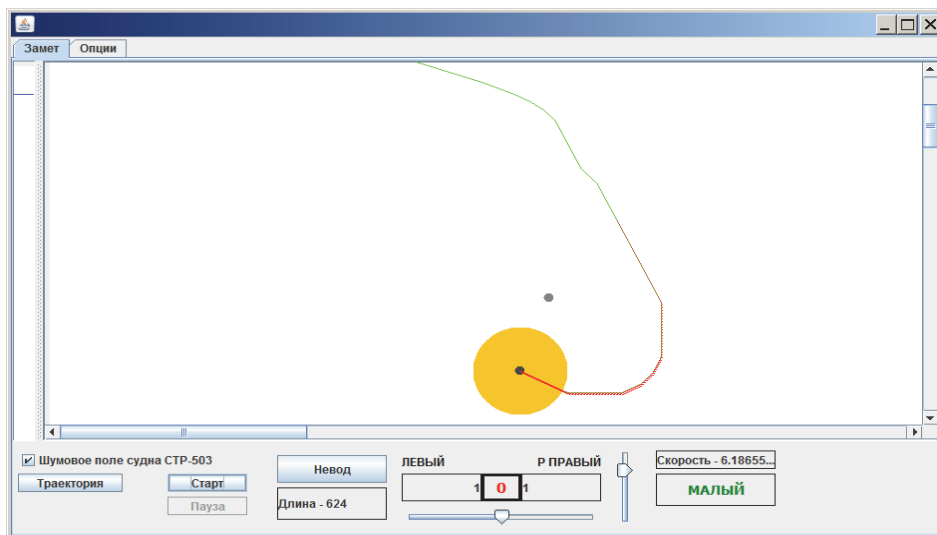 Замет Опции
Шумовое поле судна СТР-503
Траектория
Старт
Пауза
Невод
Длина - 624
ЛЕВЫЙ Р ПРАВЫЙ
1 0 1
Скорость - 6.18655...
МАЛЫЙ